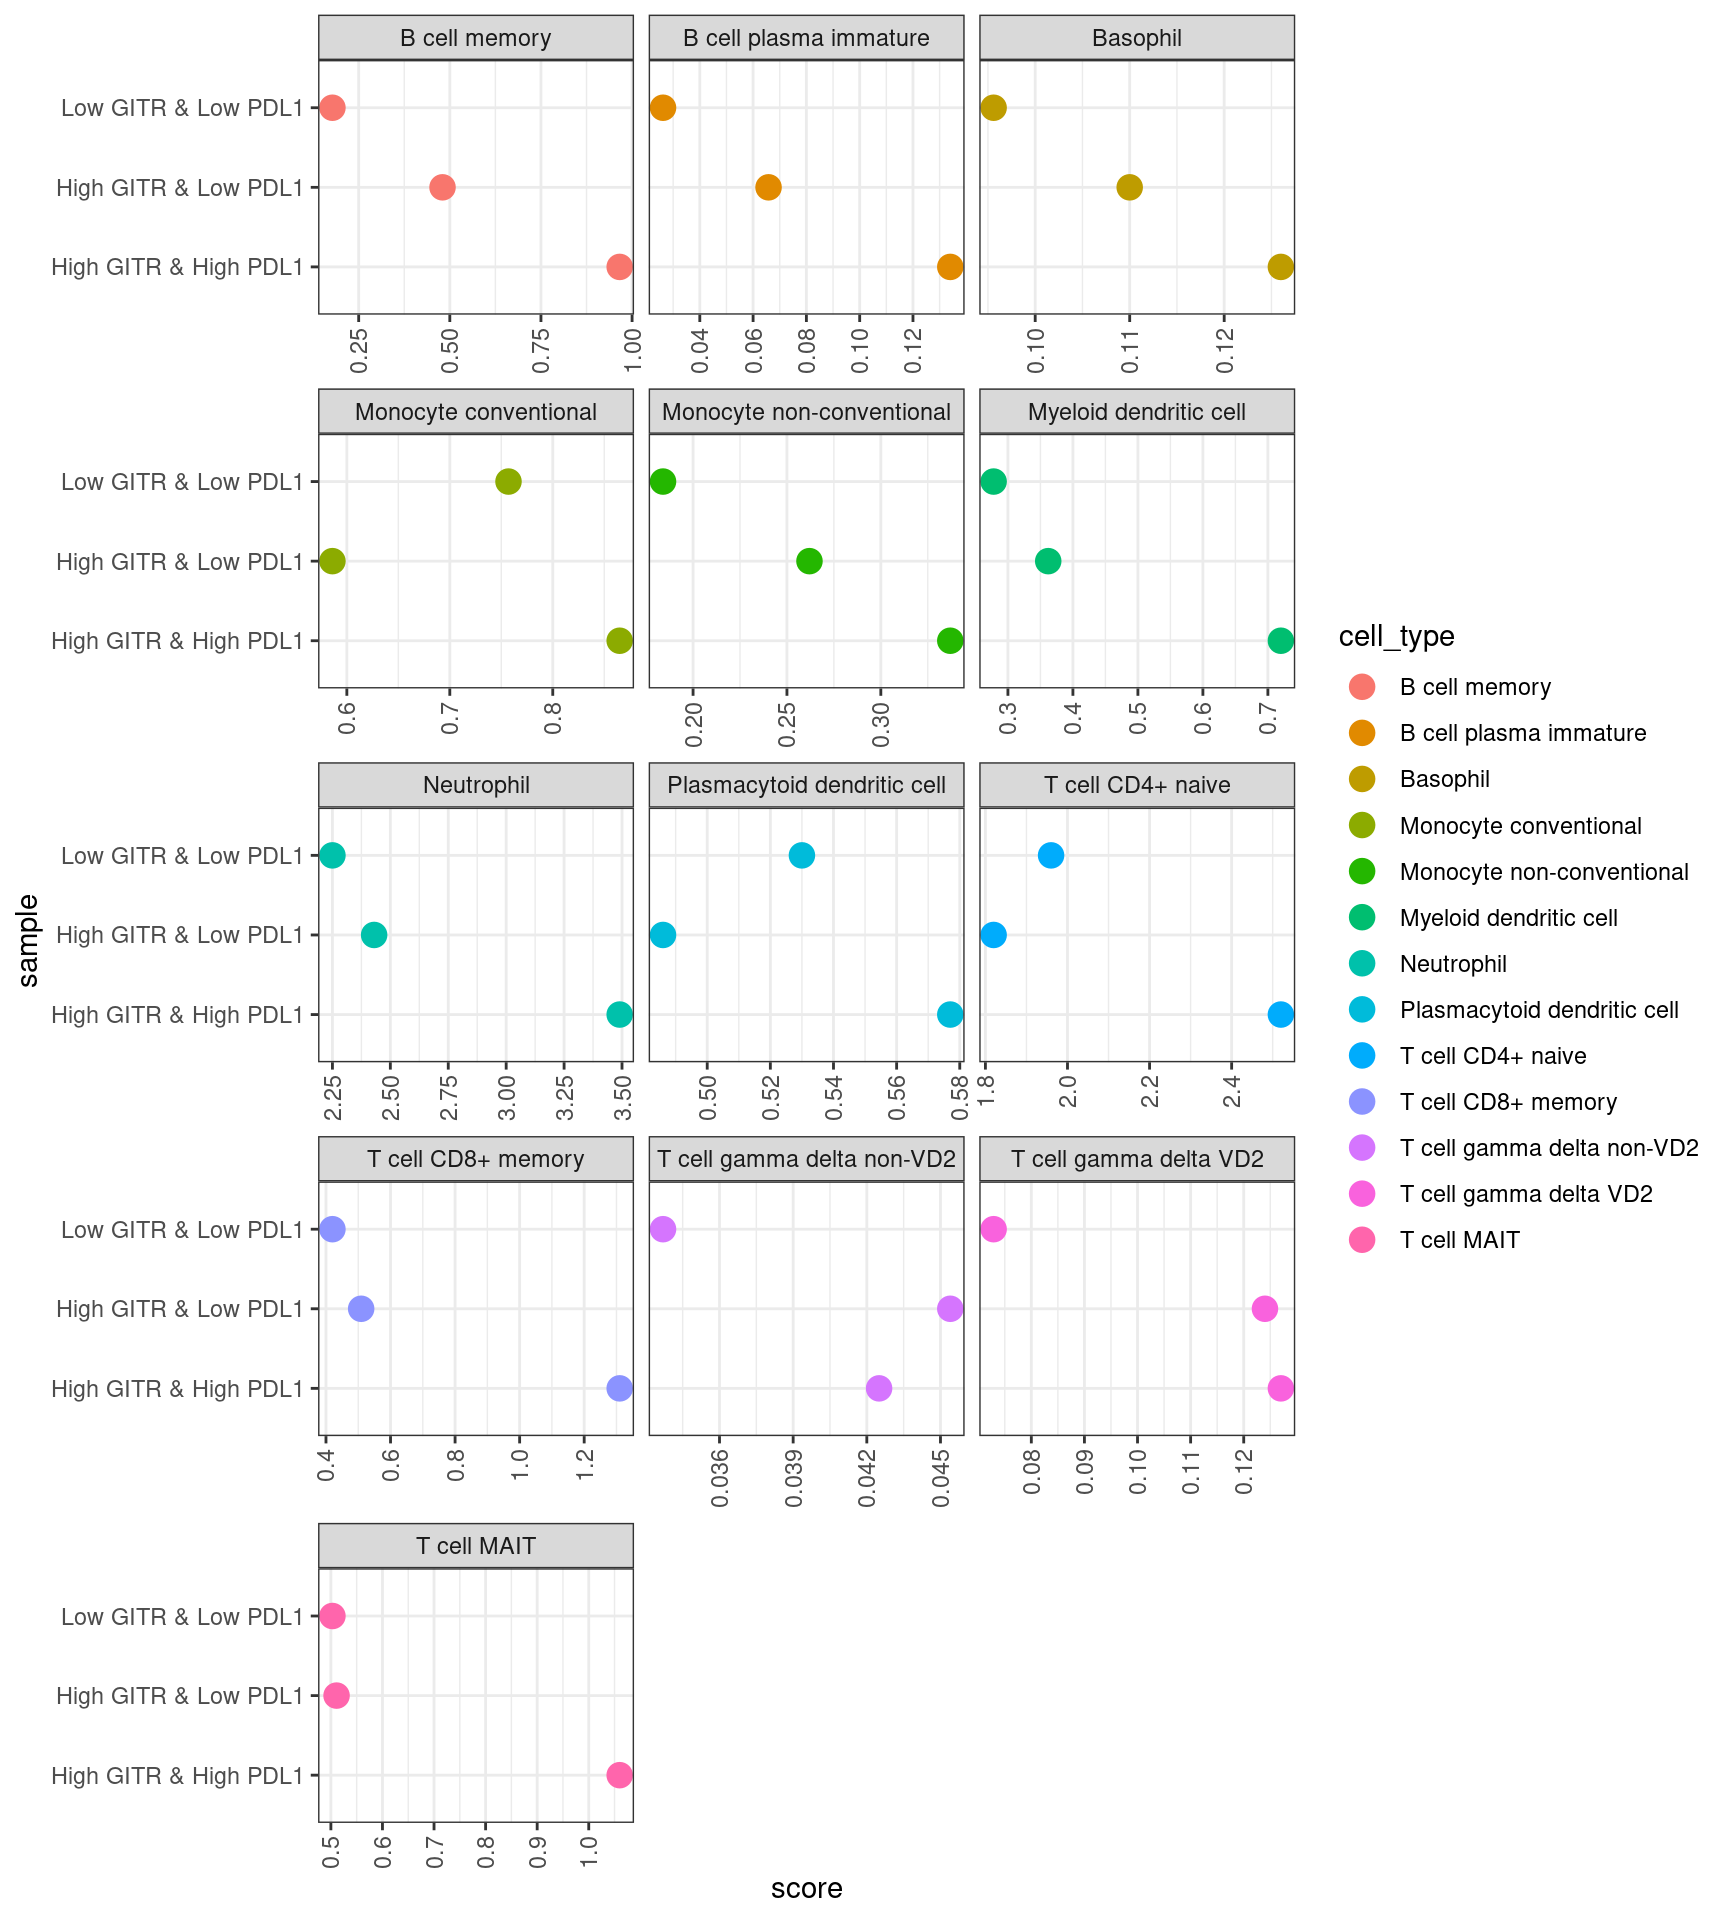 B cell memory
B cell plasma immature
Basophil
Low GITR & Low PDL1
High GITR & Low PDL1
High GITR & High PDL1
0.25 0.50 0.75 1.00
0.04 0.06 0.08 0.10 0.12
0.10 0.11 0.12
Monocyte conventional
Monocyte non-conventional
Myeloid dendritic cell
Low GITR & Low PDL1
High GITR & Low PDL1
High GITR & High PDL1
0.6 0.7 0.8
0.20 0.25 0.30
0.3 0.4 0.5 0.6 0.7
Neutrophil
Plasmacytoid dendritic cell
T cell CD4+ naive
Low GITR & Low PDL1
High GITR & Low PDL1
High GITR & High PDL1
2.25 2.50 2.75 3.00 3.25 3.50
0.50 0.52 0.54 0.56 0.58
1.8 2.0 2.2 2.4
T cell CD8+ memory
T cell gamma delta non-VD2
T cell gamma delta VD2
Low GITR & Low PDL1
High GITR & Low PDL1
High GITR & High PDL1
0.4 0.6 0.8 1.0 1.2
0.036 0.039 0.042 0.045
0.08 0.09 0.10 0.11 0.12
T cell MAIT
Low GITR & Low PDL1
High GITR & Low PDL1
High GITR & High PDL1
0.5 0.6 0.7 0.8 0.9 1.0
sample
score
cell_type
B cell memory
B cell plasma immature
Basophil
Monocyte conventional
Monocyte non-conventional
Myeloid dendritic cell
Neutrophil
Plasmacytoid dendritic cell
T cell CD4+ naive
T cell CD8+ memory
T cell gamma delta non-VD2
T cell gamma delta VD2
T cell MAIT